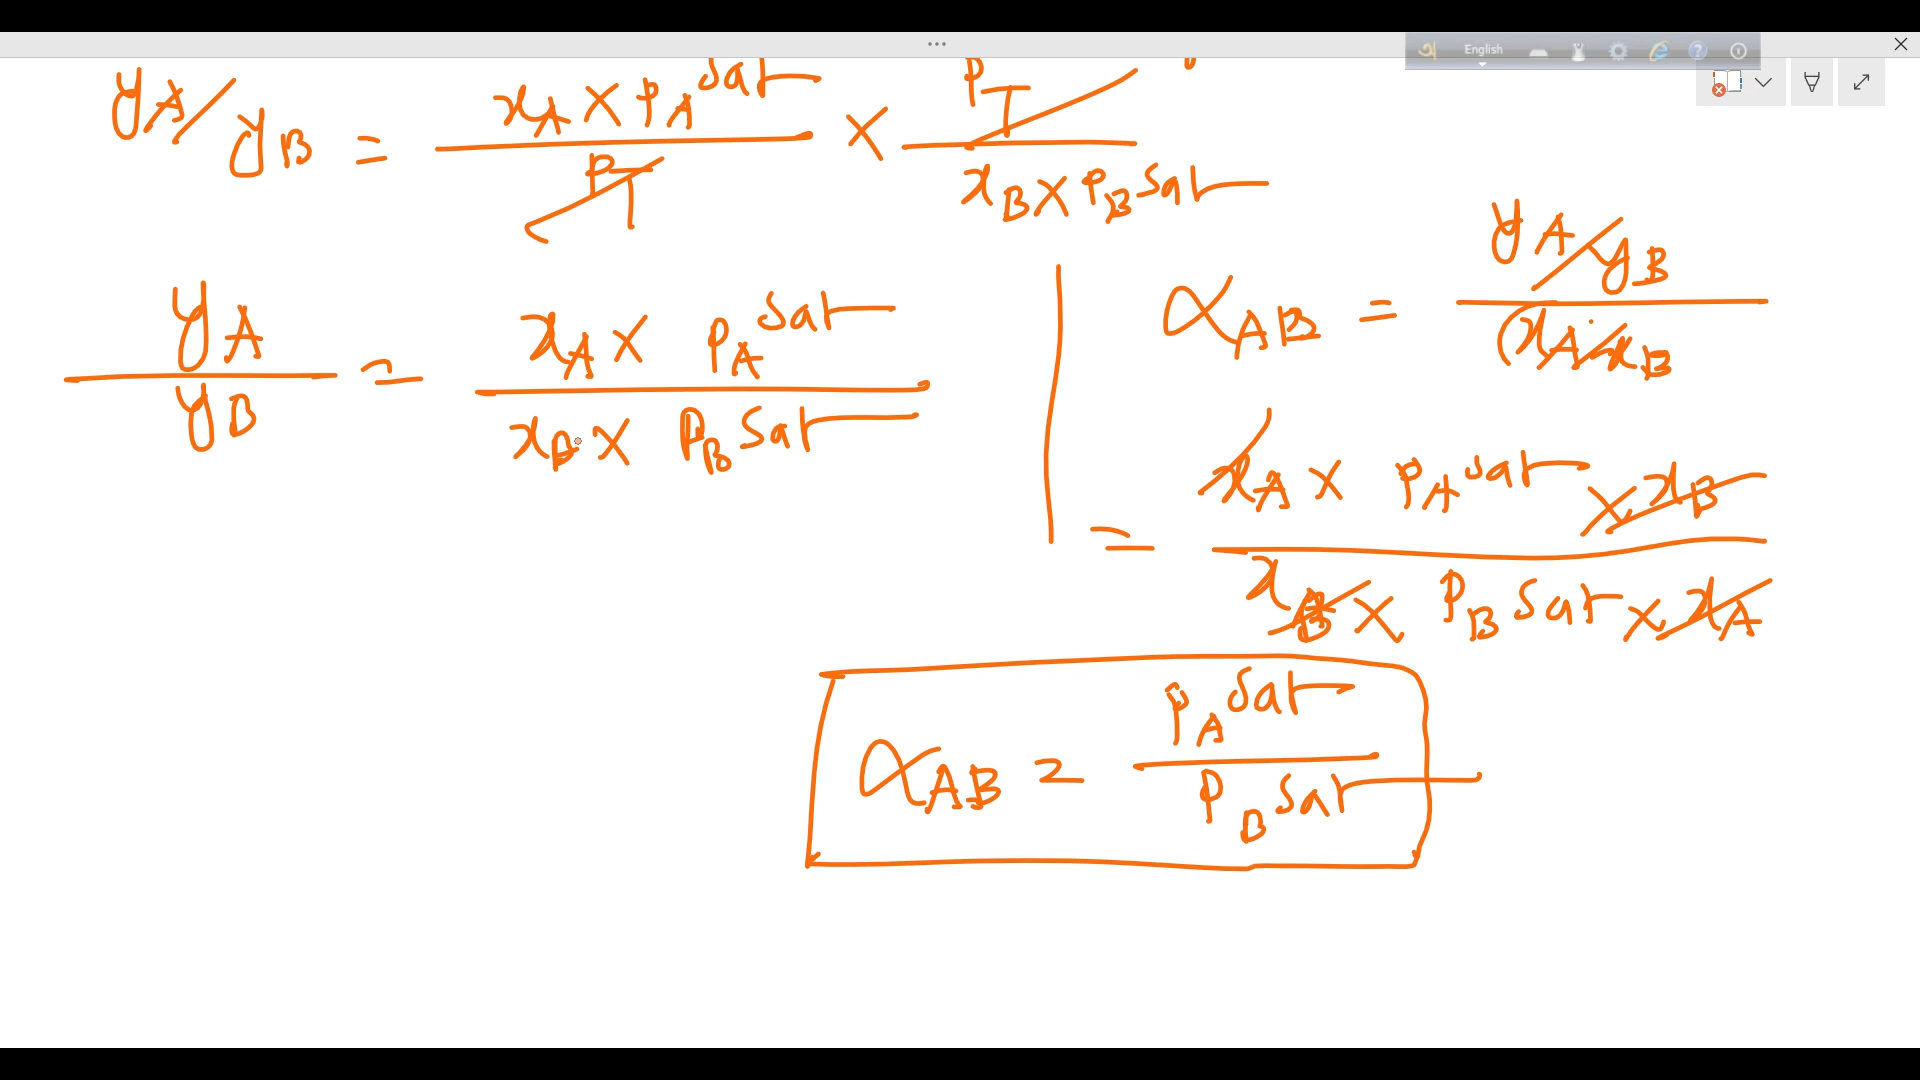 English
yA/yB = xA × PA^sat / PT × PT / xB × PB^sat
yA / yB = xA × PA^sat / xB × PB^sat
αAB = yA/yB / (xA/xB
= xA × PA^sat × xB / xB × PB^sat × xA
αAB = PA^sat / PB^sat